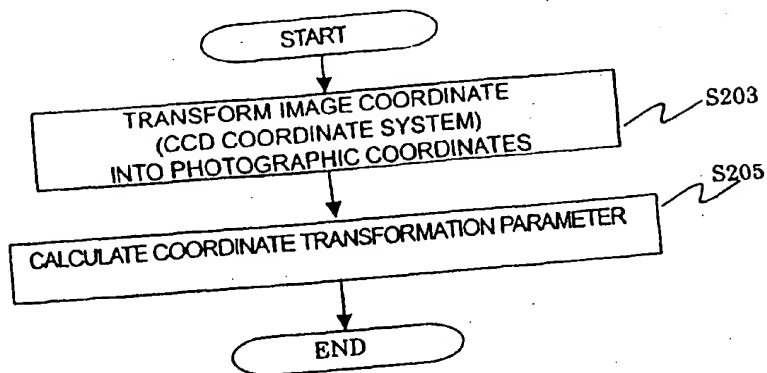 START
TRANSFORM IMAGE COORDINATE
(CCD COORDINATE SYSTEM)
INTO PHOTOGRAPHIC COORDINATES
S203
S205
CALCULATE COORDINATE TRANSFORMATION PARAMETER
END